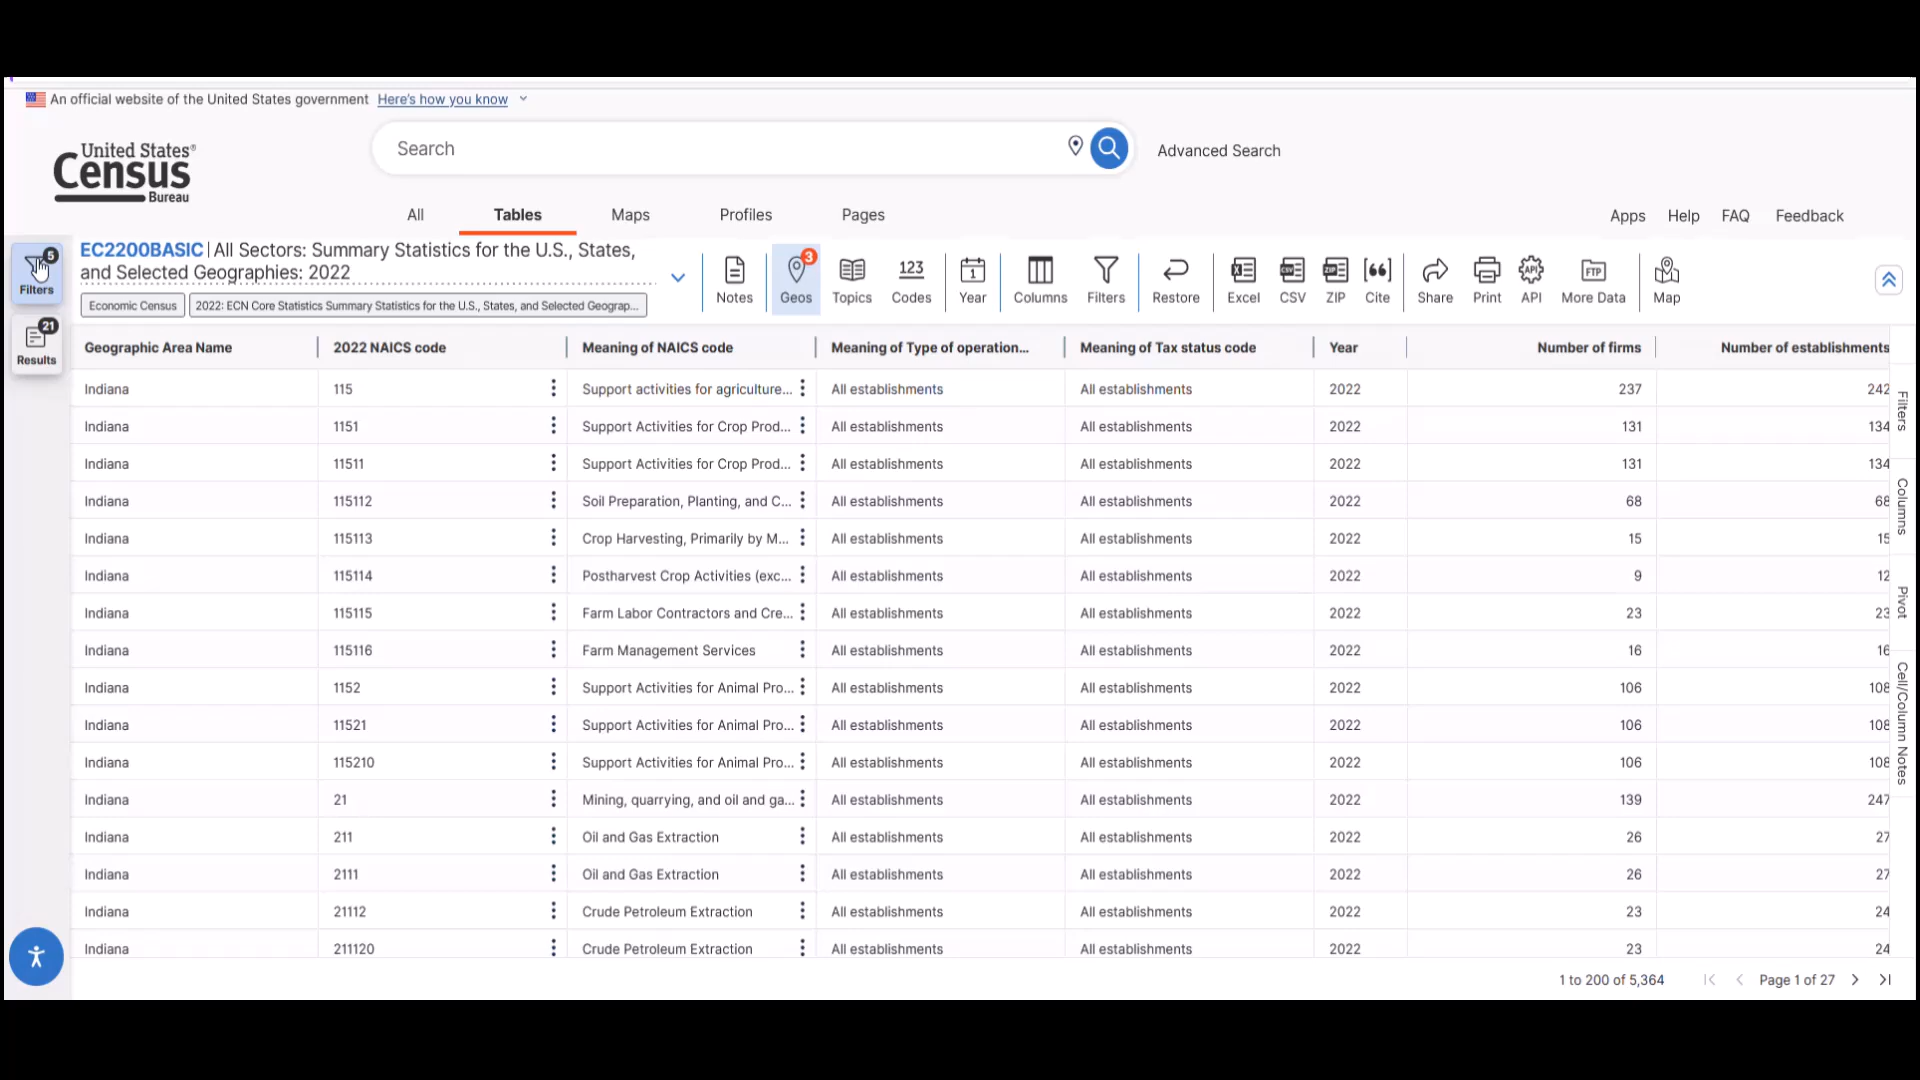 An official website of the United States government Here's how you know
United States®
Census
Bureau
Search
Advanced Search
All Tables Maps Profiles Pages
Apps Help FAQ Feedback
5
Filters
21
Results
EC2200BASIC | All Sectors: Summary Statistics for the U.S., States,
and Selected Geographies: 2022
Economic Census 2022: ECN Core Statistics Summary Statistics for the U.S., States, and Selected Geograp...
Notes 3 Geos Topics 123 Codes 1 Year Columns Filters Restore Excel CSV CSV ZIP ZIP Cite Share Print API API FTP More Data Map
Geographic Area Name 2022 NAICS code Meaning of NAICS code Meaning of Type of operation... Meaning of Tax status code Year Number of firms Number of establishments
Indiana 115 Support activities for agriculture... All establishments All establishments 2022 237 242
Indiana 1151 Support Activities for Crop Prod... All establishments All establishments 2022 131 134
Indiana 11511 Support Activities for Crop Prod... All establishments All establishments 2022 131 134
Indiana 115112 Soil Preparation, Planting, and C... All establishments All establishments 2022 68 68
Indiana 115113 Crop Harvesting, Primarily by M... All establishments All establishments 2022 15 15
Indiana 115114 Postharvest Crop Activities (exc... All establishments All establishments 2022 9 12
Indiana 115115 Farm Labor Contractors and Cre... All establishments All establishments 2022 23 23
Indiana 115116 Farm Management Services All establishments All establishments 2022 16 16
Indiana 1152 Support Activities for Animal Pro... All establishments All establishments 2022 106 108
Indiana 11521 Support Activities for Animal Pro... All establishments All establishments 2022 106 108
Indiana 115210 Support Activities for Animal Pro... All establishments All establishments 2022 106 108
Indiana 21 Mining, quarrying, and oil and ga... All establishments All establishments 2022 139 247
Indiana 211 Oil and Gas Extraction All establishments All establishments 2022 26 27
Indiana 2111 Oil and Gas Extraction All establishments All establishments 2022 26 27
Indiana 21112 Crude Petroleum Extraction All establishments All establishments 2022 23 24
Indiana 211120 Crude Petroleum Extraction All establishments All establishments 2022 23 24
Filters
Columns
Pivot
Cell/Column Notes
1 to 200 of 5,364 Page 1 of 27